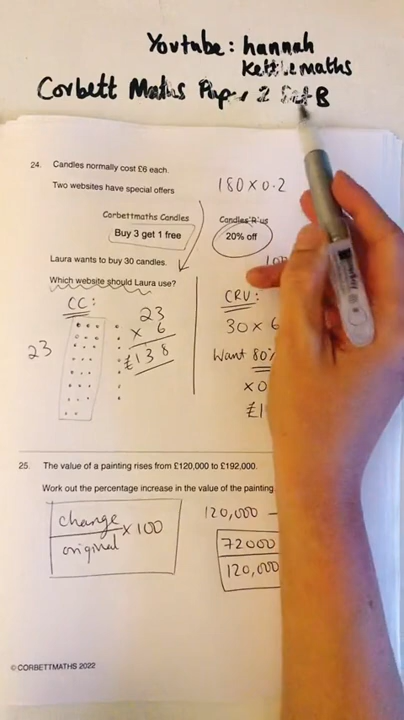 Youtube: hannah
kettlemaths
Corbett Maths Paper 2 Set B
24. Candles normally cost £6 each.
Two websites have special offers
180 x 0.2
Corbettmaths Candles
Buy 3 get 1 free
Candles 'R' us
20% off
Laura wants to buy 30 candles.
Which website should Laura use?
CC:
23
23
x 6
£138
CRU:
30 x 6
Want 80%
25. The value of a painting rises from £120,000 to £192,000.
Work out the percentage increase in the value of the painting
change
original
x 100
120,000 -
72000
120,000
© CORBETTMATHS 2022